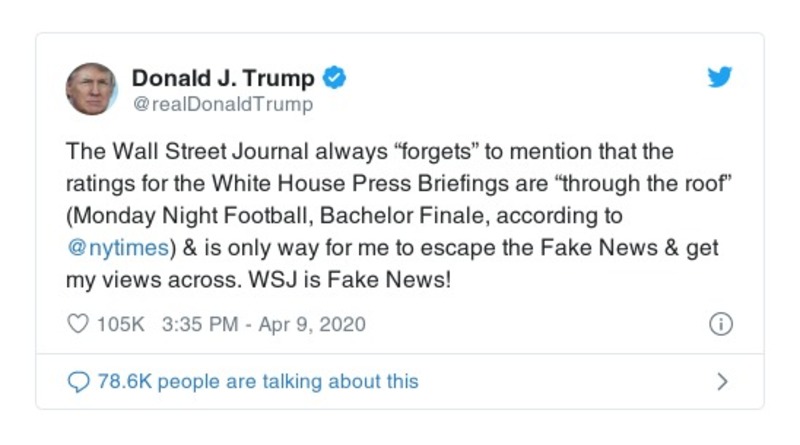 Donald J. Trump
@realDonaldTrump
The Wall Street Journal always “forgets” to mention that the
ratings for the White House Press Briefings are “through the roof”
(Monday Night Football, Bachelor Finale, according to
@nytimes) & is only way for me to escape the Fake News & get
my views across. WSJ is Fake News!
105K 3:35 PM - Apr 9, 2020
78.6K people are talking about this